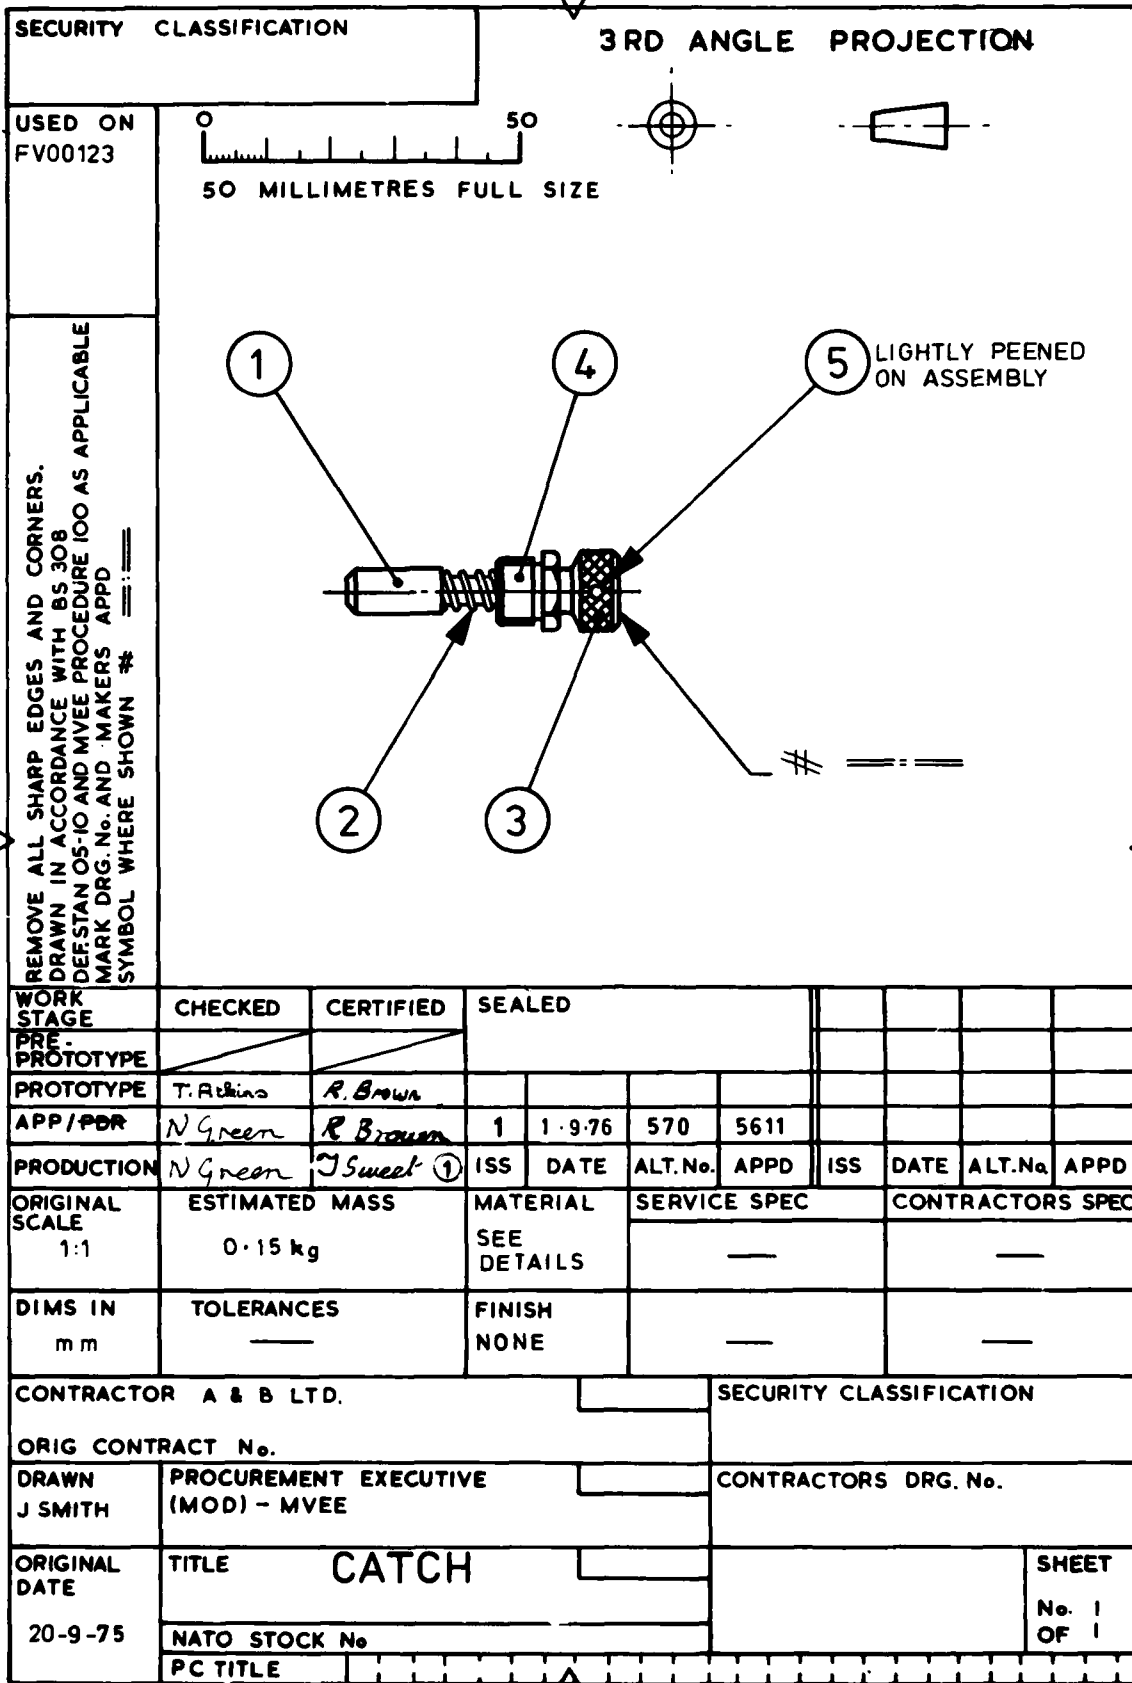 SECURITY CLASSIFICATION
3RD ANGLE PROJECTION
USED ON
FV00123
0 50
50 MILLIMETRES FULL SIZE
1
4
5
LIGHTLY PEENED
ON ASSEMBLY
2
3
#
REMOVE ALL SHARP EDGES AND CORNERS.
DRAWN IN ACCORDANCE WITH BS 308
DEF.STAN 05-10 AND MVEE PROCEDURE 100 AS APPLICABLE
MARK DRG. No. AND MAKERS APPD
SYMBOL WHERE SHOWN #
WORK STAGE
CHECKED
CERTIFIED
SEALED
PRE-PROTOTYPE
PROTOTYPE
T. Atkins
R. Brown
APP/PDR
N Green
R Brown
1
1·9·76
570
5611
PRODUCTION
N Green
J Sweet
1
ISS
DATE
ALT.No.
APPD
ISS
DATE
ALT.No.
APPD
ORIGINAL SCALE
1:1
ESTIMATED MASS
0·15 kg
MATERIAL
SEE
DETAILS
SERVICE SPEC
CONTRACTORS SPEC
DIMS IN
mm
TOLERANCES
FINISH
NONE
CONTRACTOR A & B LTD.
SECURITY CLASSIFICATION
ORIG CONTRACT No.
DRAWN
J SMITH
PROCUREMENT EXECUTIVE
(MOD) - MVEE
CONTRACTORS DRG. No.
ORIGINAL
DATE
20-9-75
TITLE CATCH
SHEET
No. 1
OF 1
NATO STOCK No
PC TITLE